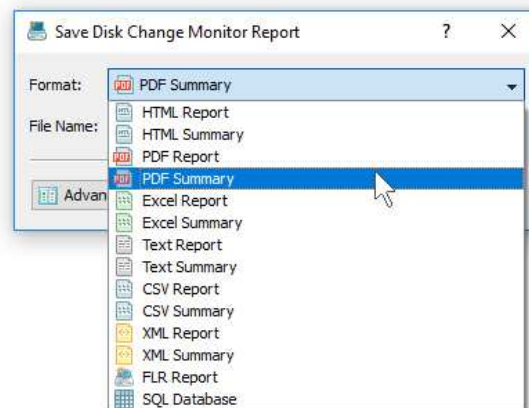 Save Disk Change Monitor Report
Format: PDF Summary
File Name:
HTML Report
HTML Summary
PDF Report
PDF Summary
Advan
Excel Report
Excel Summary
Text Report
Text Summary
CSV Report
CSV Summary
XML Report
XML Summary
FLR Report
SQL Database